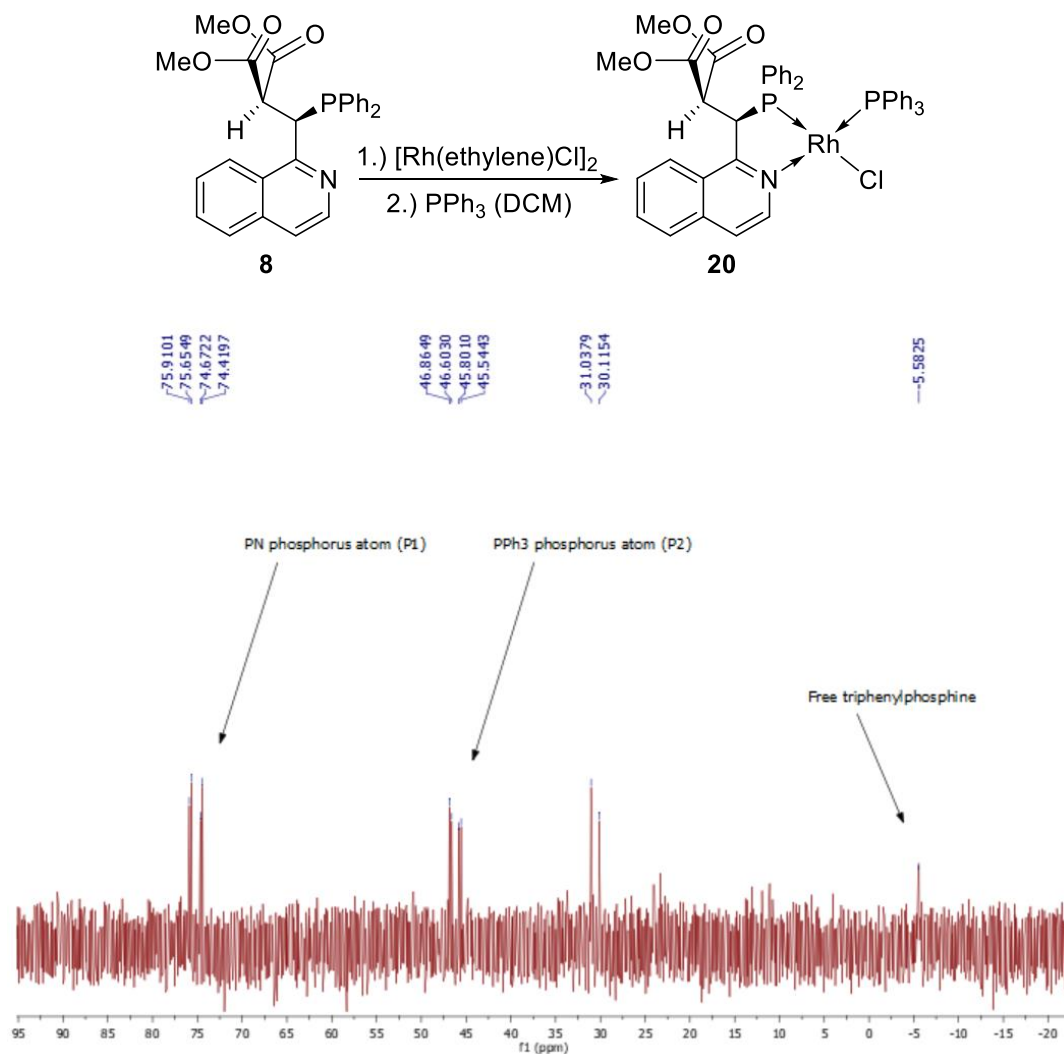 MeO O O
MeO
H PPh2
N
8
1.) [Rh(ethylene)Cl]2
2.) PPh3 (DCM)
MeO O O
MeO
Ph2
P PPh3
H
Rh
N Cl
20
75.9101
75.6549
74.6722
74.4197
46.8649
46.6030
45.8010
45.5443
31.0379
30.1154
-5.5825
PN phosphorus atom (P1)
PPh3 phosphorus atom (P2)
Free triphenylphosphine
95 90 85 80 75 70 65 60 55 50 45 40 35 30 25 20 15 10 5 0 -5 -10 -15 -20
f1 (ppm)